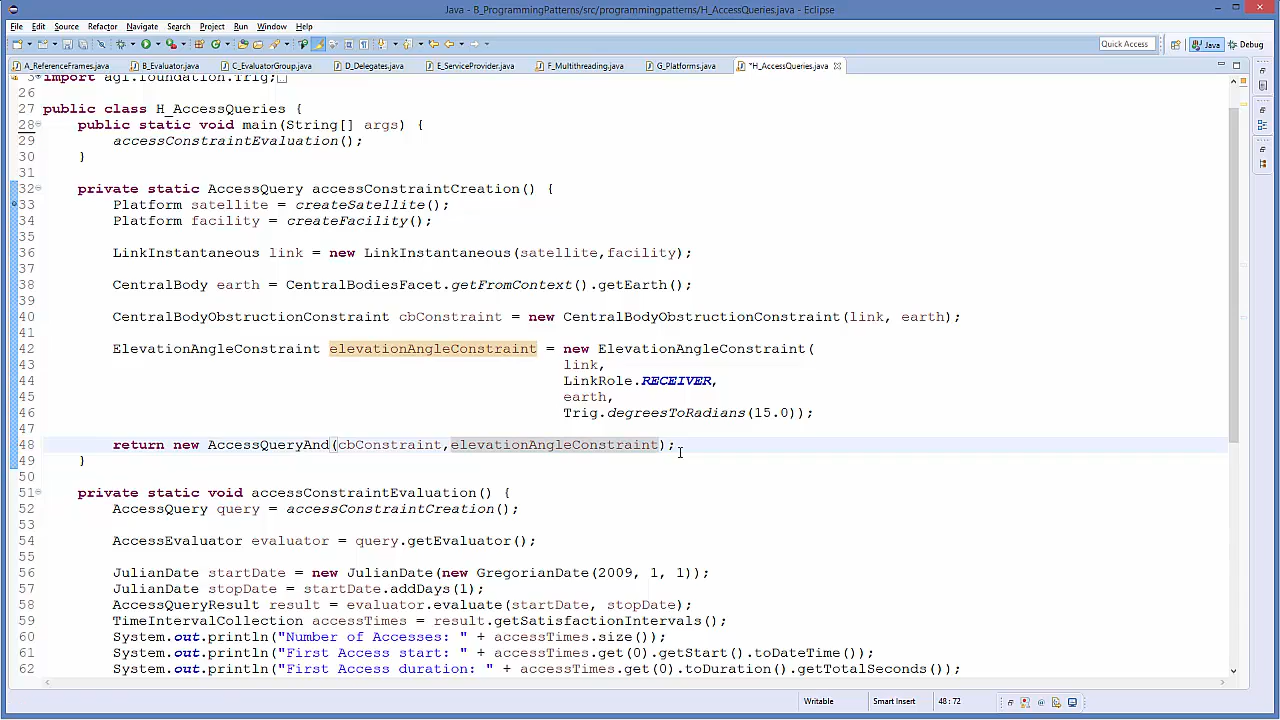 Java - B_ProgrammingPatterns/src/programmingpatterns/H_AccessQueries.java - Eclipse
File Edit Source Refactor Navigate Search Project Run Window Help
Quick Access Java Debug
A_ReferenceFrames.java B_Evaluator.java C_EvaluatorGroup.java D_Delegates.java E_ServiceProvider.java F_Multithreading.java G_Platforms.java *H_AccessQueries.java
3 import agi.foundation.Trig;
26
27 public class H_AccessQueries {
28 public static void main(String[] args) {
29 accessConstraintEvaluation();
30 }
31
32 private static AccessQuery accessConstraintCreation() {
33 Platform satellite = createSatellite();
34 Platform facility = createFacility();
35
36 LinkInstantaneous link = new LinkInstantaneous(satellite,facility);
37
38 CentralBody earth = CentralBodiesFacet.getFromContext().getEarth();
39
40 CentralBodyObstructionConstraint cbConstraint = new CentralBodyObstructionConstraint(link, earth);
41
42 ElevationAngleConstraint elevationAngleConstraint = new ElevationAngleConstraint(
43 link,
44 LinkRole.RECEIVER,
45 earth,
46 Trig.degreesToRadians(15.0));
47
48 return new AccessQueryAnd(cbConstraint,elevationAngleConstraint);
49 }
50
51 private static void accessConstraintEvaluation() {
52 AccessQuery query = accessConstraintCreation();
53
54 AccessEvaluator evaluator = query.getEvaluator();
55
56 JulianDate startDate = new JulianDate(new GregorianDate(2009, 1, 1));
57 JulianDate stopDate = startDate.addDays(1);
58 AccessQueryResult result = evaluator.evaluate(startDate, stopDate);
59 TimeIntervalCollection accessTimes = result.getSatisfactionIntervals();
60 System.out.println("Number of Accesses: " + accessTimes.size());
61 System.out.println("First Access start: " + accessTimes.get(0).getStart().toDateTime());
62 System.out.println("First Access duration: " + accessTimes.get(0).toDuration().getTotalSeconds());
Writable Smart Insert 48 : 72